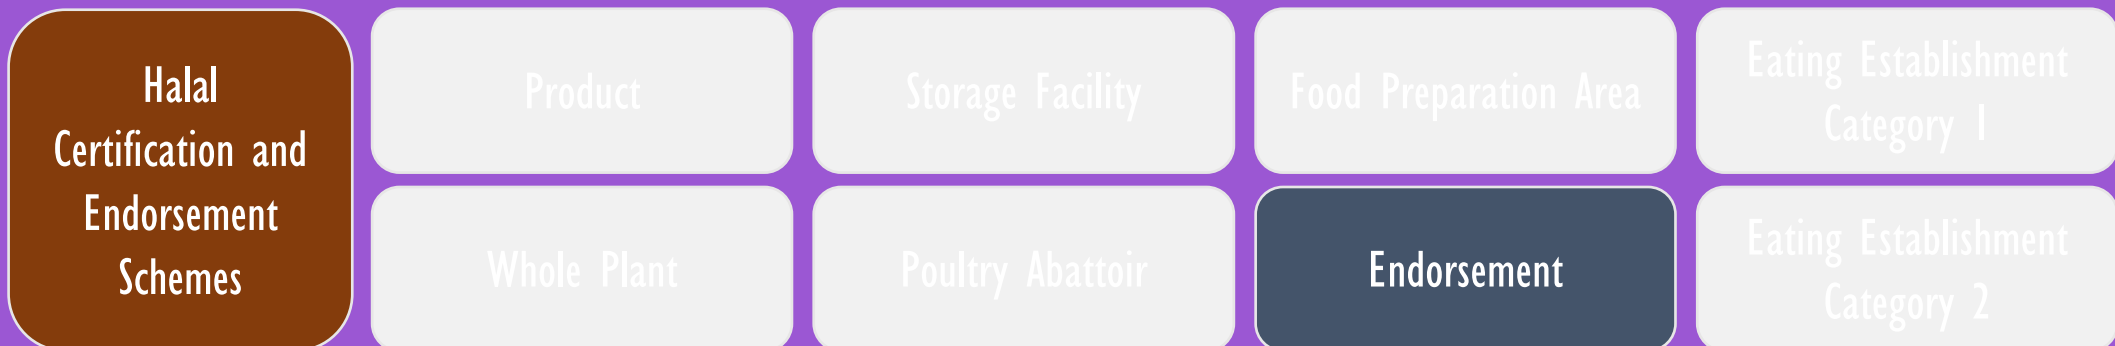 Halal
Certification and
Endorsement
Schemes
Product
Storage Facility
Food Preparation Area
Eating Establishment
Category 1
Whole Plant
Poultry Abattoir
Endorsement
Eating Establishment
Category 2